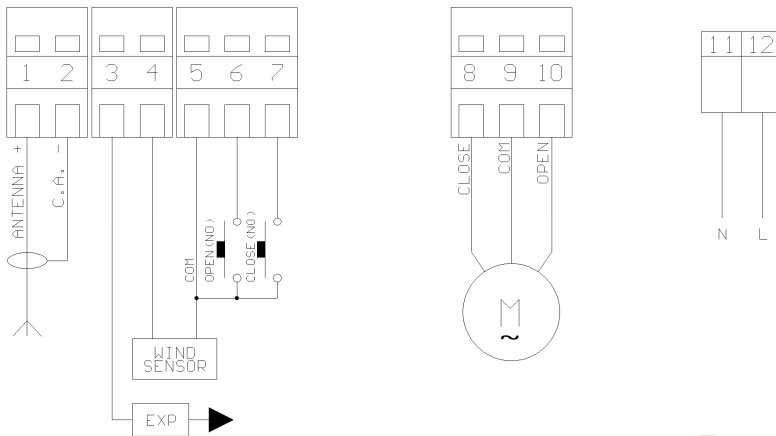 1 2 3 4 5 6 7 8 9 10 11 12
ANTENNA +
C.A. -
COM
OPEN(NO)
CLOSE(NO)
CLOSE
COM
OPEN
N L
M
~
WIND
SENSOR
EXP